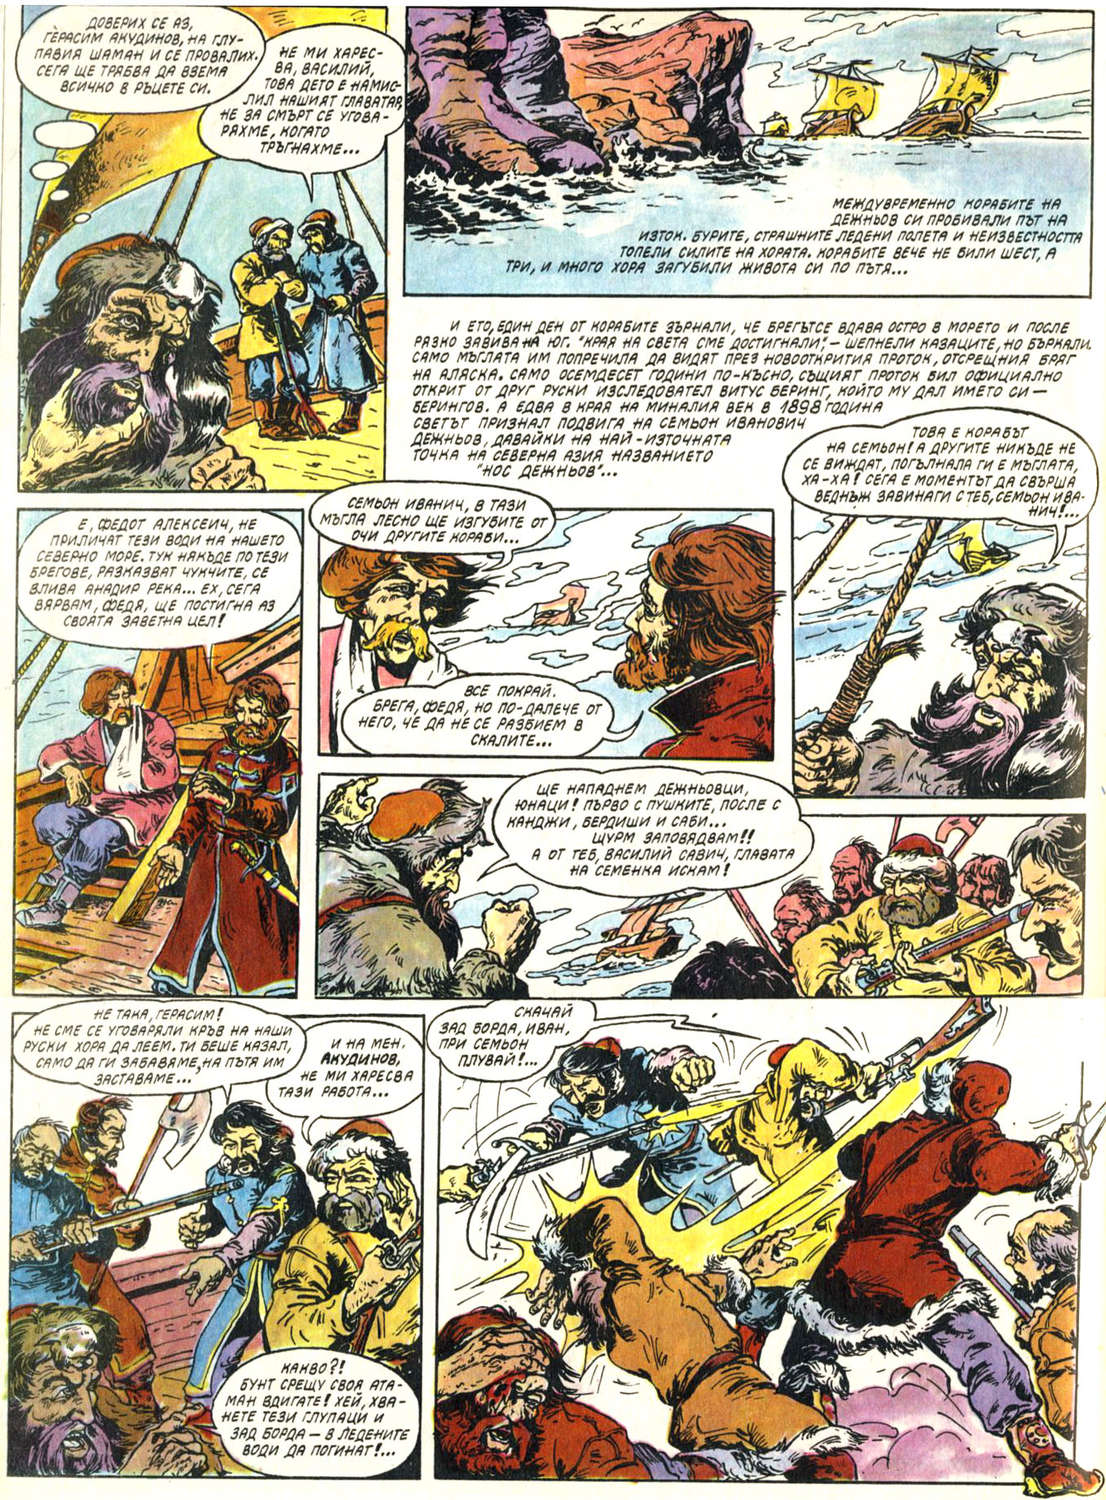 ДОВЕРИХ СЕ АЗ,
ГЕРАСИМ АКУДИНОВ, НА ГЛУ-
ПАВИЯ ШАМАН И СЕ ПРОВАЛИХ.
СЕГА ЩЕ ТРЯБВА ДА ВЗЕМА
ВСИЧКО В РЪЦЕТЕ СИ.
НЕ МИ ХАРЕС-
ВА, ВАСИЛИЙ,
ТОВА ДЕТО Е НАМИС-
ЛИЛ НАШИЯТ ГЛАВАТАР,
НЕ ЗА СМЪРТ СЕ УГОВА-
РЯХМЕ, КОГАТО
ТРЪГНАХМЕ...
МЕЖДУВРЕМЕННО КОРАБИТЕ НА
ДЕЖНЬОВ СИ ПРОБИВАЛИ ПЪТ НА
ИЗТОК. БУРИТЕ, СТРАШНИТЕ ЛЕДЕНИ ПОЛЕТА И НЕИЗВЕСТНОСТТА
ТОПЕЛИ СИЛИТЕ НА ХОРАТА. КОРАБИТЕ ВЕЧЕ НЕ БИЛИ ШЕСТ, А
ТРИ, И МНОГО ХОРА ЗАГУБИЛИ ЖИВОТА СИ ПО ПЪТЯ...
И ЕТО, ЕДИН ДЕН ОТ КОРАБИТЕ ЗЪРНАЛИ, ЧЕ БРЕГЪТСЕ ВДАВА ОСТРО В МОРЕТО И ПОСЛЕ
РЯЗКО ЗАВИВА НА ЮГ. "КРАЯ НА СВЕТА СМЕ ДОСТИГНАЛИ", – ШЕПНЕЛИ КАЗАЦИТЕ, НО БЪРКАЛИ.
САМО МЪГЛАТА ИМ ПОПРЕЧИЛА ДА ВИДЯТ ПРЕЗ НОВООТКРИТИЯ ПРОТОК, ОТСРЕЩНИЯ БРЯГ
НА АЛЯСКА. САМО ОСЕМДЕСЕТ ГОДИНИ ПО-КЪСНО, СЪЩИЯТ ПРОТОК БИЛ ОФИЦИАЛНО
ОТКРИТ ОТ ДРУГ РУСКИ ИЗСЛЕДОВАТЕЛ ВИТУС БЕРИНГ, КОЙТО МУ ДАЛ ИМЕТО СИ –
БЕРИНГОВ. А ЕДВА В КРАЯ НА МИНАЛИЯ ВЕК В 1898 ГОДИНА
СВЕТЪТ ПРИЗНАЛ ПОДВИГА НА СЕМЬОН ИВАНОВИЧ
ДЕЖНЬОВ, ДАВАЙКИ НА НАЙ-ИЗТОЧНАТА
ТОЧКА НА СЕВЕРНА АЗИЯ НАЗВАНИЕТО
"НОС ДЕЖНЬОВ"...
Е, ФЕДОТ АЛЕКСЕИЧ, НЕ
ПРИЛИЧАТ ТЕЗИ ВОДИ НА НАШЕТО
СЕВЕРНО МОРЕ. ТУК НЯКЪДЕ ПО ТЕЗИ
БРЕГОВЕ, РАЗКАЗВАТ ЧУКЧИТЕ, СЕ
ВЛИВА АНАДИР РЕКА... ЕХ, СЕГА
ВЯРВАМ, ФЕДЯ, ЩЕ ПОСТИГНА АЗ
СВОЯТА ЗАВЕТНА ЦЕЛ!
СЕМЬОН ИВАНИЧ, В ТАЗИ
МЪГЛА ЛЕСНО ЩЕ ИЗГУБИТЕ ОТ
ОЧИ ДРУГИТЕ КОРАБИ...
ВСЕ ПОКРАЙ.
БРЕГА, ФЕДЯ, НО ПО-ДАЛЕЧЕ ОТ
НЕГО, ЧЕ ДА НЕ СЕ РАЗБИЕМ В
СКАЛИТЕ...
ТОВА Е КОРАБЪТ
НА СЕМЬОН! А ДРУГИТЕ НИКЪДЕ НЕ
СЕ ВИЖДАТ, ПОГЪЛНАЛА ГИ Е МЪГЛАТА,
ХА-ХА! СЕГА Е МОМЕНТЪТ ДА СВЪРША
ВЕДНЪЖ ЗАВИНАГИ С ТЕБ, СЕМЬОН ИВА-
НИЧ!...
ЩЕ НАПАДНЕМ ДЕЖНЬОВЦИ,
ЮНАЦИ! ПЪРВО С ПУШКИТЕ, ПОСЛЕ С
КАНДЖИ, БЕРДИШИ И САБИ...
ЩУРМ ЗАПОВЯДВАМ!!
А ОТ ТЕБ, ВАСИЛИЙ САВИЧ, ГЛАВАТА
НА СЕМЕНКА ИСКАМ!
НЕ ТАКА, ГЕРАСИМ!
НЕ СМЕ СЕ УГОВАРЯЛИ КРЪВ НА НАШИ
РУСКИ ХОРА ДА ЛЕЕМ. ТИ БЕШЕ КАЗАЛ,
САМО ДА ГИ ЗАБАВЯМЕ, НА ПЪТЯ ИМ
ЗАСТАВАМЕ...
И НА МЕН.
АКУДИНОВ,
НЕ МИ ХАРЕСВА
ТАЗИ РАБОТА...
КАКВО?!
БУНТ СРЕЩУ СВОЯ АТА-
МАН ВДИГАТЕ! ХЕЙ, ХВА-
НЕТЕ ТЕЗИ ГЛУПАЦИ И
ЗАД БОРДА – В ЛЕДЕНИТЕ
ВОДИ ДА ПОГИНАТ!...
СКАЧАЙ
ЗАД БОРДА, ИВАН,
ПРИ СЕМЬОН
ПЛУВАЙ!...